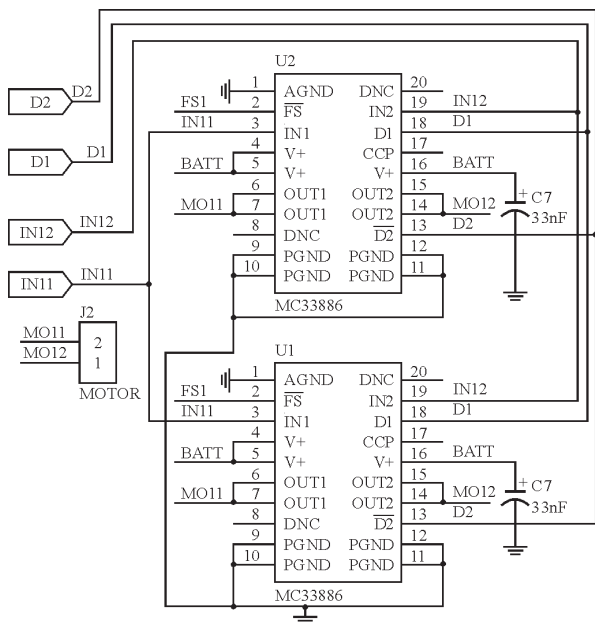 D2
D2
D1
D1
IN12
IN12
IN11
IN11
J2
MO11
2
MO12
1
MOTOR
U2
1 AGND DNC 20
FS1 2 FS IN2 19 IN12
IN11 3 IN1 D1 18 D1
4 V+ CCP 17
BATT 5 V+ V+ 16 BATT
6 OUT1 OUT2 15
MO11 7 OUT1 OUT2 14 MO12
8 DNC D2 13 D2
9 PGND PGND 12
10 PGND PGND 11
MC33886
+ C7
33nF
U1
1 AGND DNC 20
FS1 2 FS IN2 19 IN12
IN11 3 IN1 D1 18 D1
4 V+ CCP 17
BATT 5 V+ V+ 16 BATT
6 OUT1 OUT2 15
MO11 7 OUT1 OUT2 14 MO12
8 DNC D2 13 D2
9 PGND PGND 12
10 PGND PGND 11
MC33886
+ C7
33nF